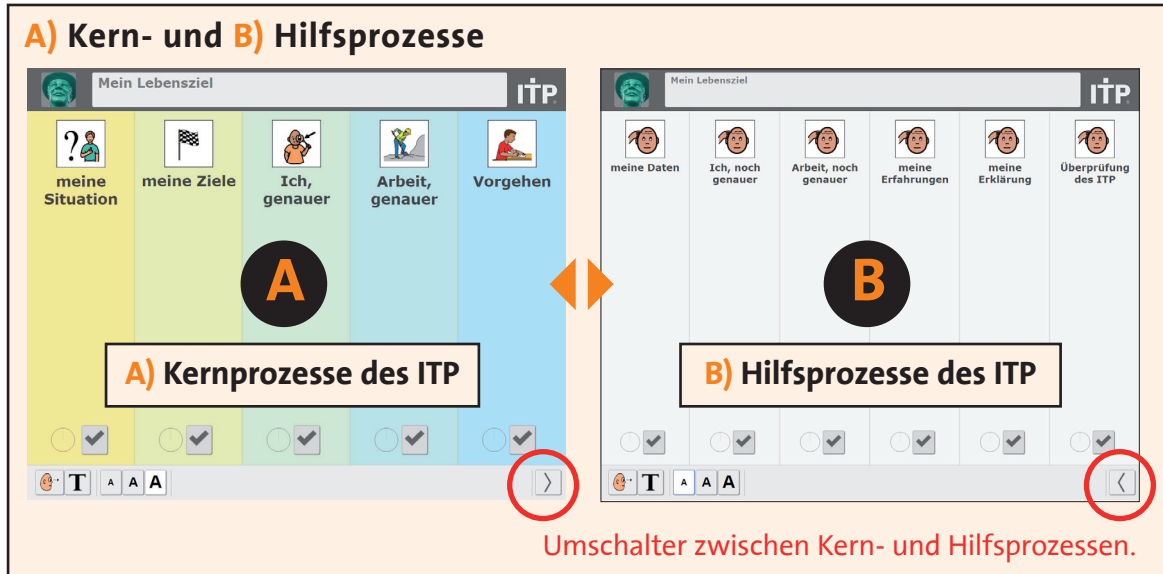 A) Kern- und B) Hilfsprozesse
Mein Lebensziel
ITP
?
meine
Situation
meine Ziele
Ich,
genauer
Arbeit,
genauer
Vorgehen
A
A) Kernprozesse des ITP
T A A A
Mein Lebensziel
ITP
meine Daten
Ich, noch
genauer
Arbeit, noch
genauer
meine
Erfahrungen
meine
Erklärung
Überprüfung
des ITP
B
B) Hilfsprozesse des ITP
T A A A
Umschalter zwischen Kern- und Hilfsprozessen.